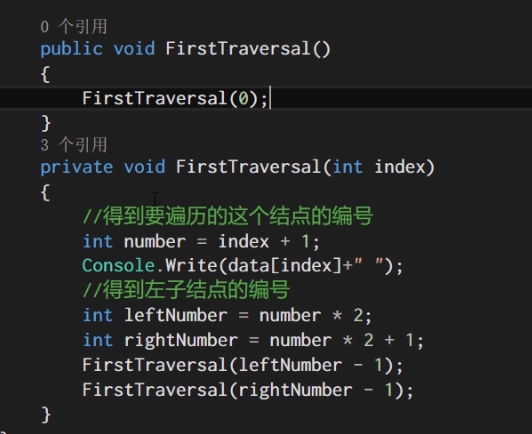 0 个引用
public void FirstTraversal()
{
FirstTraversal(0);
}
3 个引用
private void FirstTraversal(int index)
{
//得到要遍历的这个结点的编号
int number = index + 1;
Console.Write(data[index]+" ");
//得到左子结点的编号
int leftNumber = number * 2;
int rightNumber = number * 2 + 1;
FirstTraversal(leftNumber - 1);
FirstTraversal(rightNumber - 1);
}
}